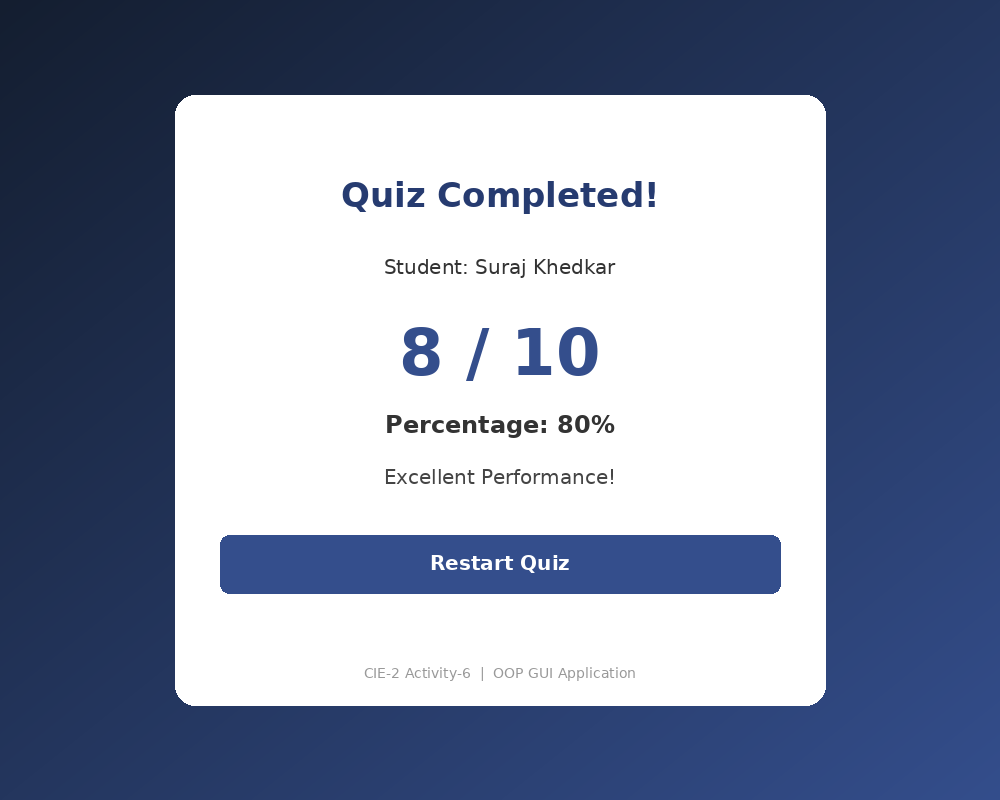 Quiz Completed!
Student: Suraj Khedkar
8 / 10
Percentage: 80%
Excellent Performance!
Restart Quiz
CIE-2 Activity-6 | OOP GUI Application